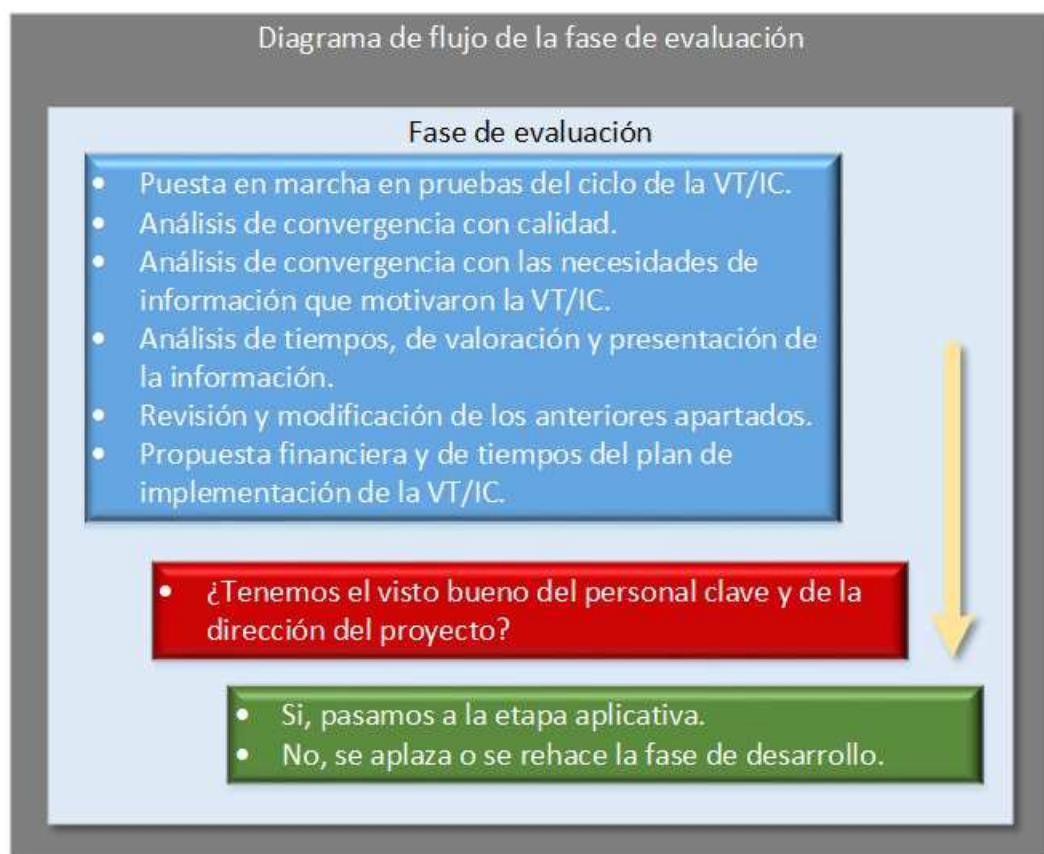 Diagrama de flujo de la fase de evaluación
Fase de evaluación
• Puesta en marcha en pruebas del ciclo de la VT/IC.
• Análisis de convergencia con calidad.
• Análisis de convergencia con las necesidades de
información que motivaron la VT/IC.
• Análisis de tiempos, de valoración y presentación de
la información.
• Revisión y modificación de los anteriores apartados.
• Propuesta financiera y de tiempos del plan de
implementación de la VT/IC.
• ¿Tenemos el visto bueno del personal clave y de la
dirección del proyecto?
• Si, pasamos a la etapa aplicativa.
• No, se aplaza o se rehace la fase de desarrollo.